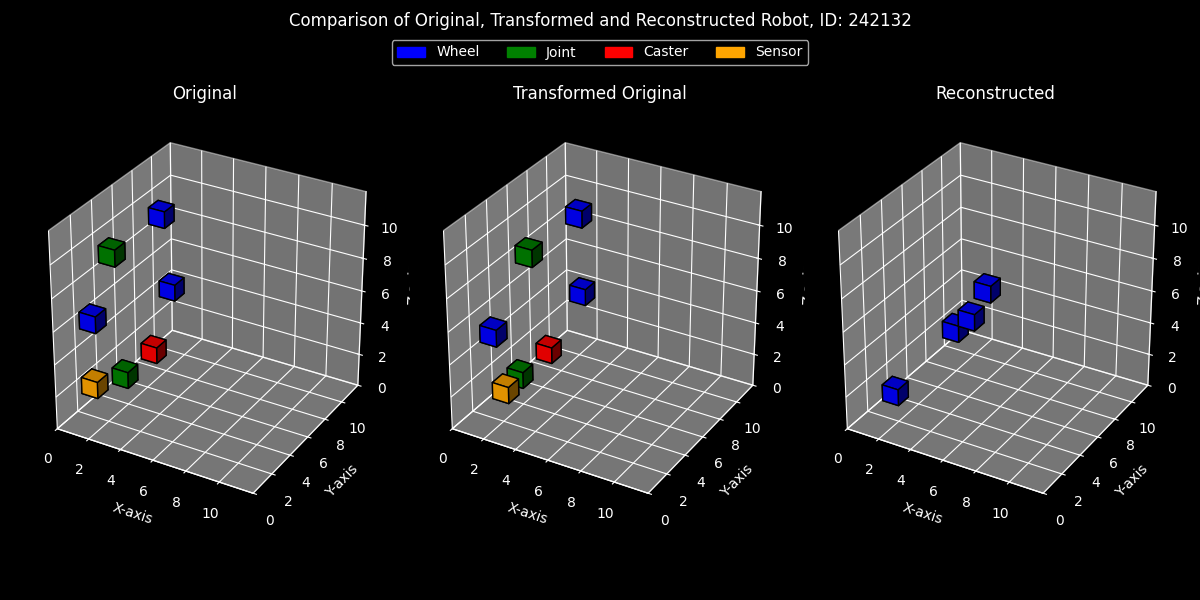 Comparison of Original, Transformed and Reconstructed Robot, ID: 242132
Wheel Joint Caster Sensor
Original Transformed Original Reconstructed
10 10 10
8 8 8
6 6 6
4 4 4
2 2 2
0 0 0
0 2 4 6 8 10 0 2 4 6 8 10 0 2 4 6 8 10
0 2 4 6 8 10 0 2 4 6 8 10 0 2 4 6 8 10
X-axis Y-axis X-axis Y-axis X-axis Y-axis